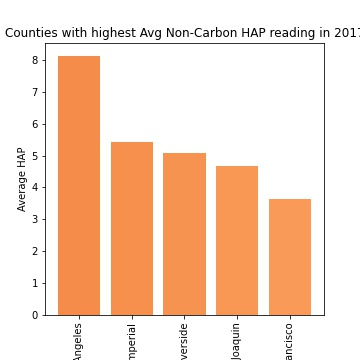 Counties with highest Avg Non-Carbon HAP reading in 2017
Average HAP
8
7
6
5
4
3
2
1
0
Angeles
mperial
verside
Joaquin
ancisco